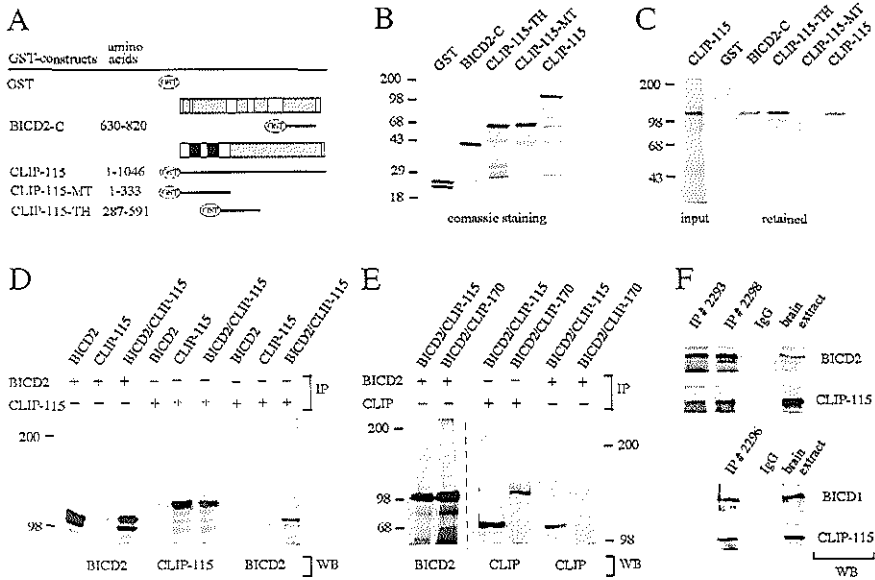 A
GST-constructs
amino
acids
GST
GST
BICD2-C 630-820 GST
CLIP-115 1-1046 GST
CLIP-115-MT 1-333 GST
CLIP-115-TH 287-591 GST
B
GST
BICD2-C
CLIP-115-TH
CLIP-115-MT
CLIP-115
200
98
68
43
29
18
comassic staining
C
CLIP-115
GST
BICD2-C
CLIP-115-TH
CLIP-115-MT
CLIP-115
200
98
68
43
input retained
D
BICD2
CLIP-115
BICD2/CLIP-115
BICD2
CLIP-115
BICD2/CLIP-115
BICD2
CLIP-115
BICD2/CLIP-115
BICD2 + + + - - - - - -
CLIP-115 - - - + + + + + +
IP
200
98
BICD2 CLIP-115 BICD2 WB
E
BICD2/CLIP-115
BICD2/CLIP-170
BICD2/CLIP-115
BICD2/CLIP-170
BICD2/CLIP-115
BICD2/CLIP-170
BICD2 + + - - + +
CLIP - - + + - -
IP
200
98
68
200
98
BICD2 CLIP CLIP WB
F
IP # 2293
IP # 2298
IgG
brain
extract
BICD2
CLIP-115
IP # 2296
IgG
brain
extract
BICD1
CLIP-115
WB